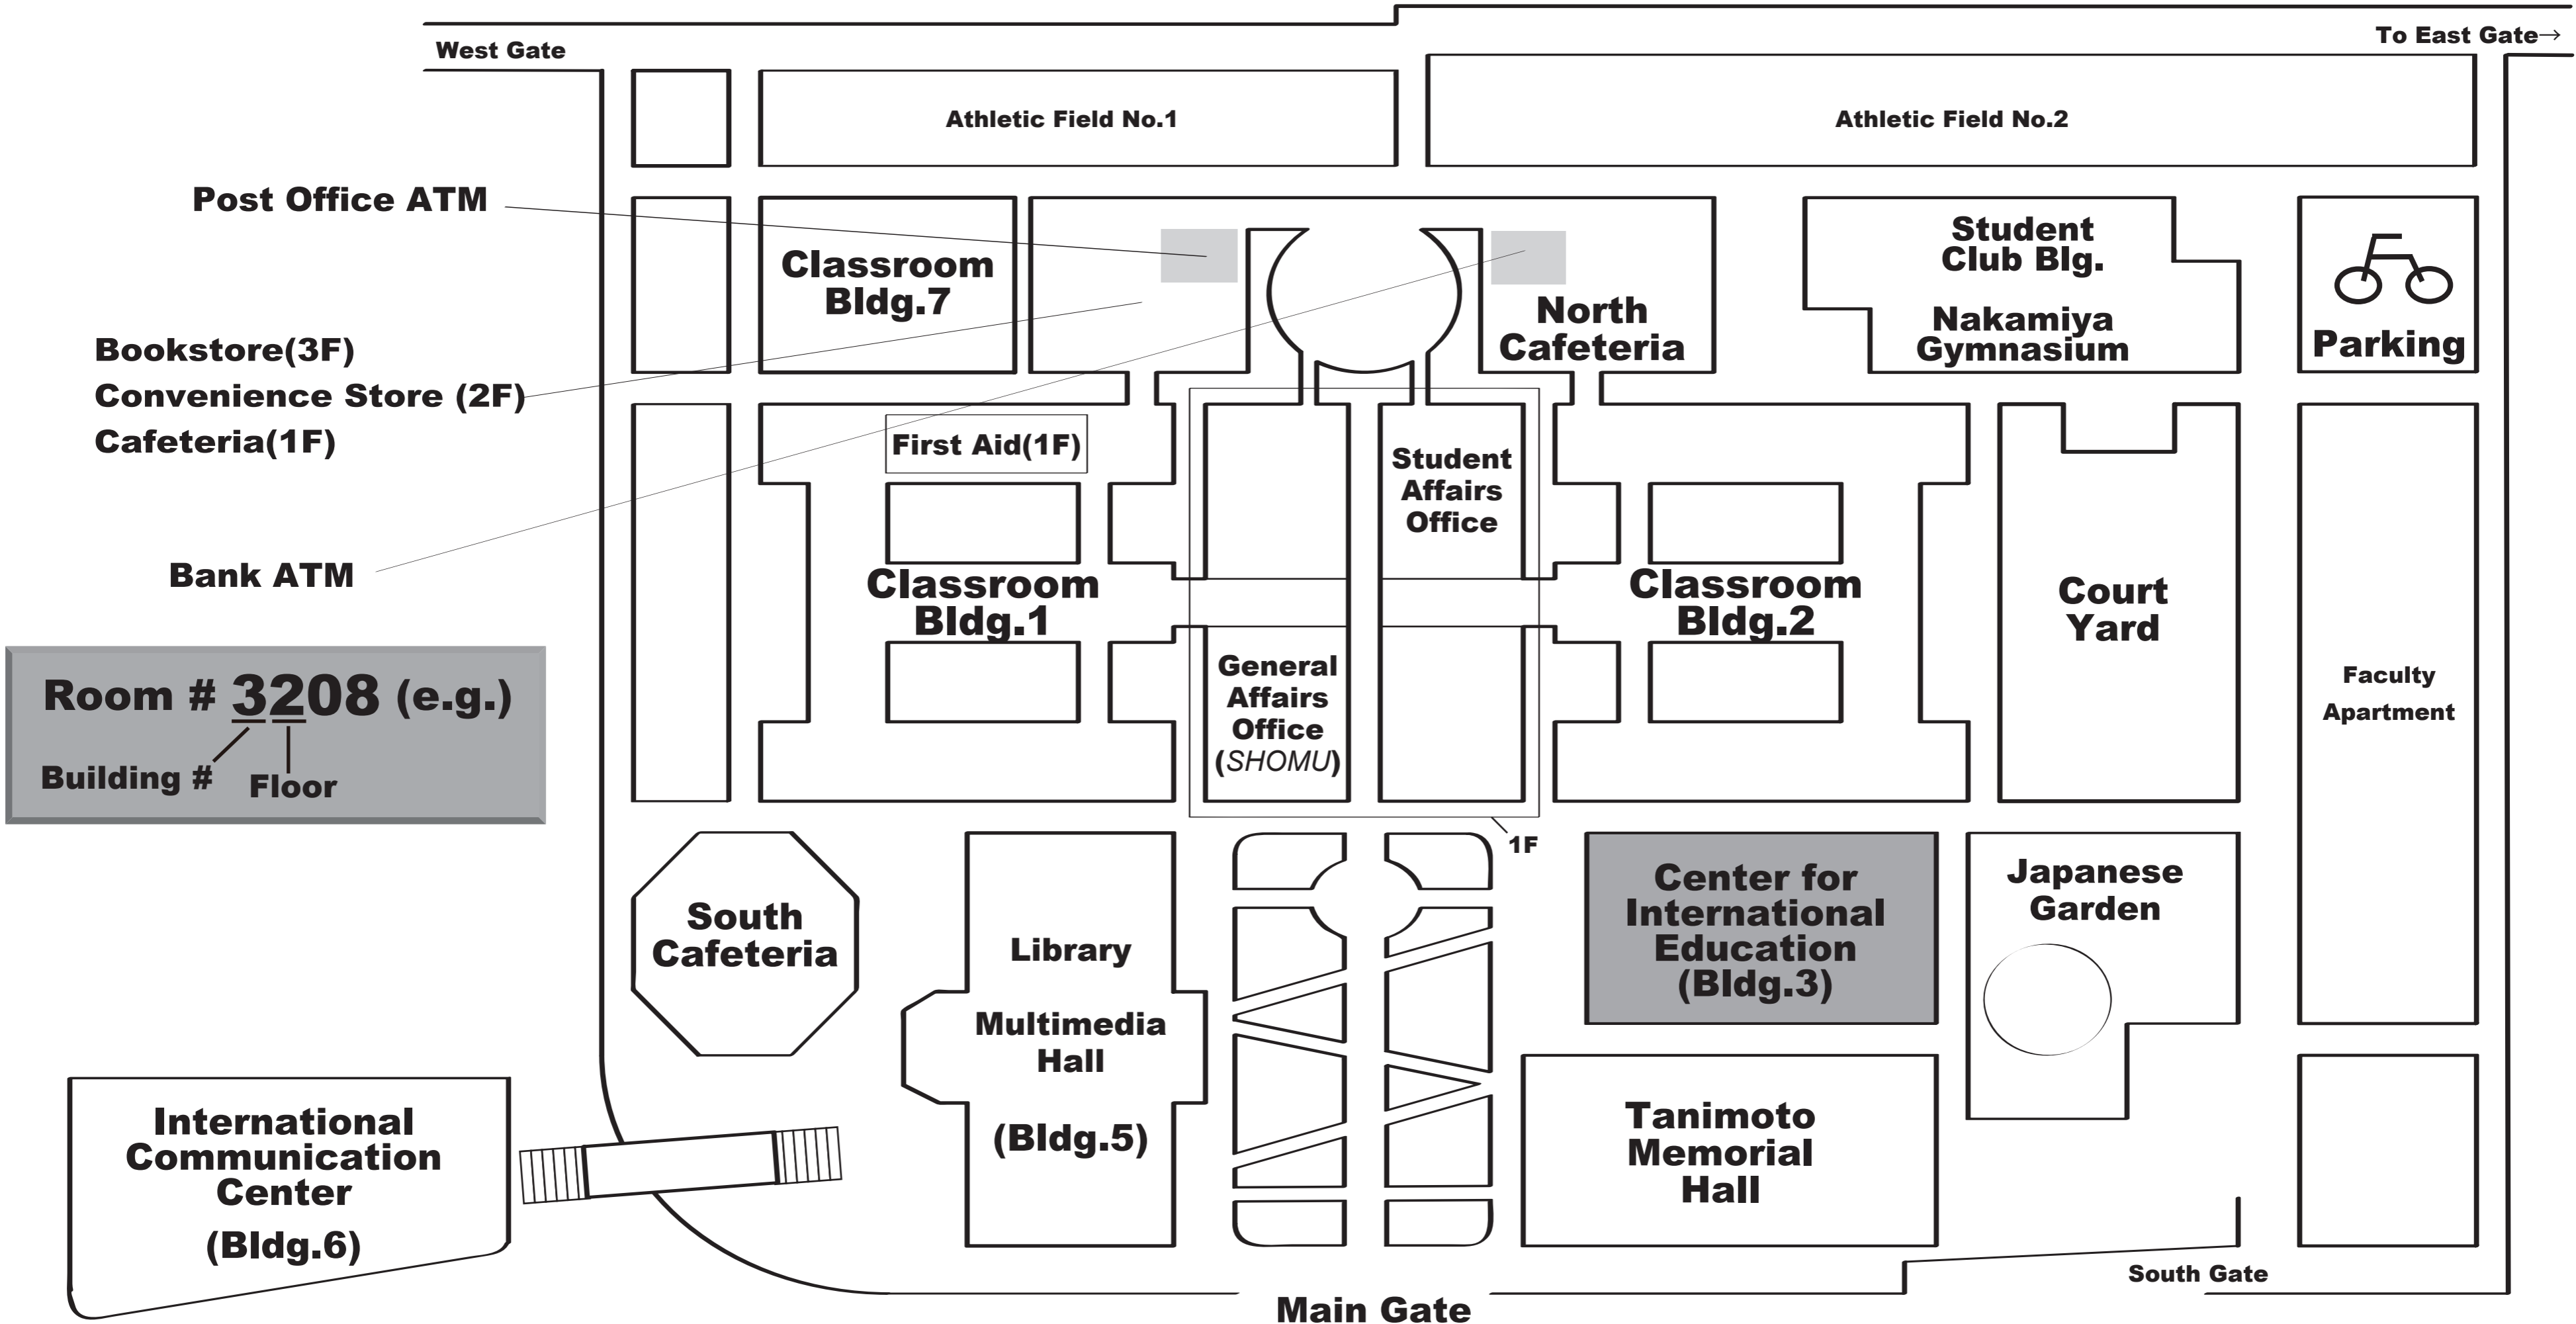 West Gate
To East Gate→
Athletic Field No.1
Athletic Field No.2
Post Office ATM
Classroom
Bldg.7
North
Cafeteria
Student
Club Blg.
Nakamiya
Gymnasium
Parking
Bookstore(3F)
Convenience Store (2F)
Cafeteria(1F)
First Aid(1F)
Student
Affairs
Office
Bank ATM
Classroom
Bldg.1
Classroom
Bldg.2
Court
Yard
General
Affairs
Office
(SHOMU)
Faculty
Apartment
Room # 3208 (e.g.)
Building #
Floor
1F
South
Cafeteria
Library
Multimedia
Hall
(Bldg.5)
Center for
International
Education
(Bldg.3)
Japanese
Garden
International
Communication
Center
(Bldg.6)
Tanimoto
Memorial
Hall
South Gate
Main Gate